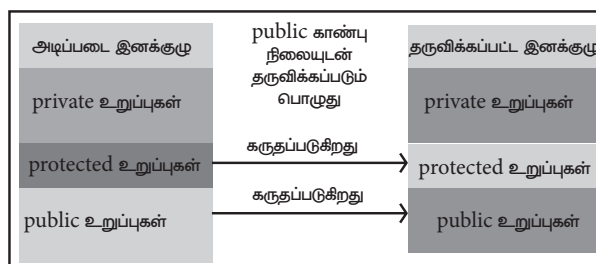 அடிப்படை இனக்குழு
private உறுப்புகள்
protected உறுப்புகள்
public உறுப்புகள்
public காண்பு
நிலையுடன்
தருவிக்கப்படும்
பொழுது
கருதப்படுகிறது
கருதப்படுகிறது
தருவிக்கப்பட்ட இனக்குழு
private உறுப்புகள்
protected உறுப்புகள்
public உறுப்புகள்